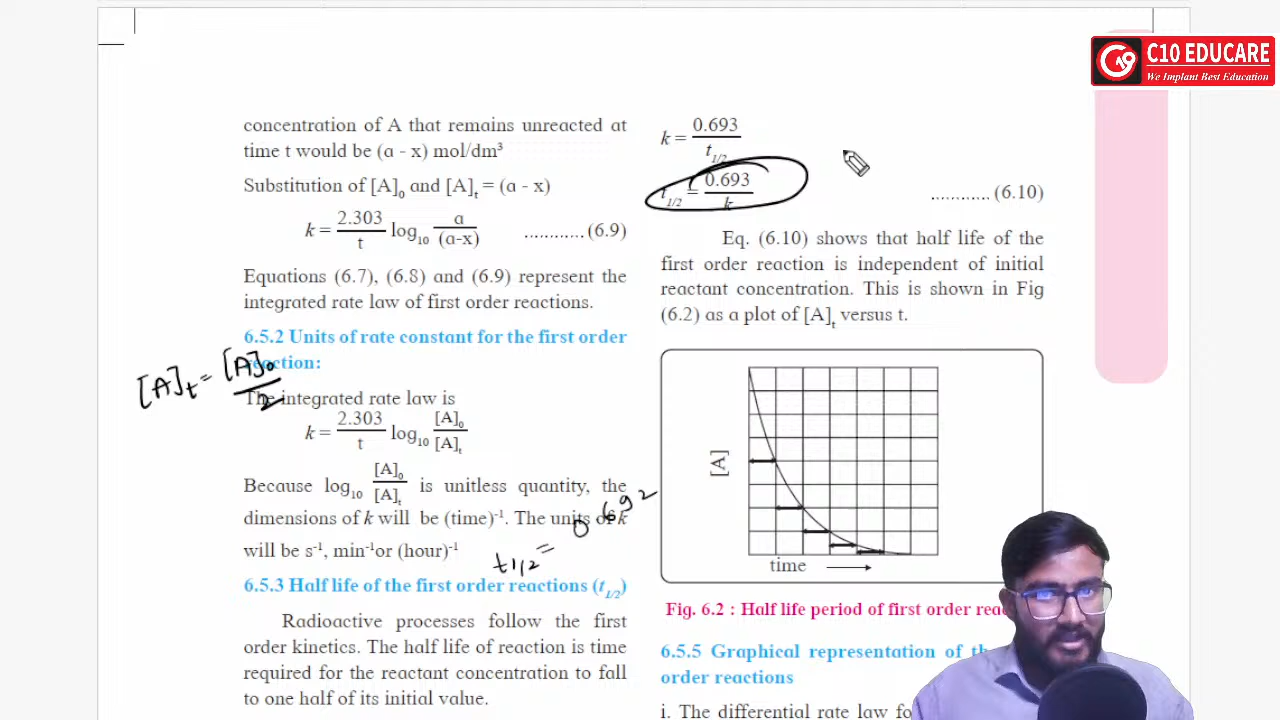 C10 EDUCARE
We Implant Best Education
concentration of A that remains unreacted at
time t would be (a - x) mol/dm³
Substitution of [A]₀ and [A]ₜ = (a - x)
k = 2.303/t log₁₀ a/(a-x) ............(6.9)
Equations (6.7), (6.8) and (6.9) represent the
integrated rate law of first order reactions.
6.5.2 Units of rate constant for the first order
reaction:
[A]ₜ = [A]₀/2
The integrated rate law is
k = 2.303/t log₁₀ [A]₀/[A]ₜ
Because log₁₀ [A]₀/[A]ₜ is unitless quantity, the
dimensions of k will be (time)⁻¹. The units of k
will be s⁻¹, min⁻¹or (hour)⁻¹
t1/2 = 0 692
6.5.3 Half life of the first order reactions (t₁/₂)
Radioactive processes follow the first
order kinetics. The half life of reaction is time
required for the reactant concentration to fall
to one half of its initial value.
k = 0.693/t₁/₂
t₁/₂ = 0.693/k ............ (6.10)
Eq. (6.10) shows that half life of the
first order reaction is independent of initial
reactant concentration. This is shown in Fig
(6.2) as a plot of [A]ₜ versus t.
[A]
time
Fig. 6.2 : Half life period of first order
6.5.5 Graphical representation of
order reactions
i. The differential rate law